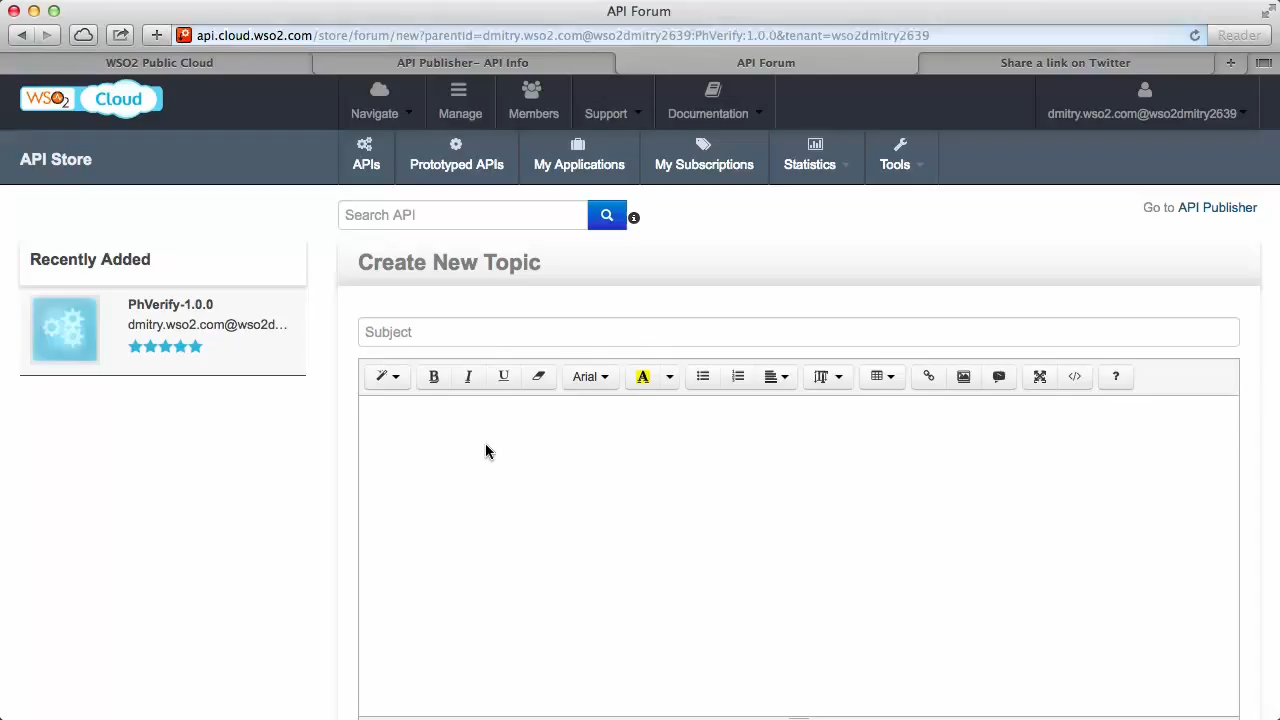 API Forum
api.cloud.wso2.com/store/forum/new?parentid=dmitry.wso2.com@wso2dmitry2639:PhVerify:1.0.0&tenant=wso2dmitry2639
Reader
WSO2 Public Cloud
API Publisher- API Info
API Forum
Share a link on Twitter
WSO2 Cloud
Navigate
Manage
Members
Support
Documentation
dmitry.wso2.com@wso2dmitry2639
API Store
APIs
Prototyped APIs
My Applications
My Subscriptions
Statistics
Tools
Search API
Go to API Publisher
Recently Added
PhVerify-1.0.0
dmitry.wso2.com@wso2d...
Create New Topic
Subject
B
I
U
Arial
A
?